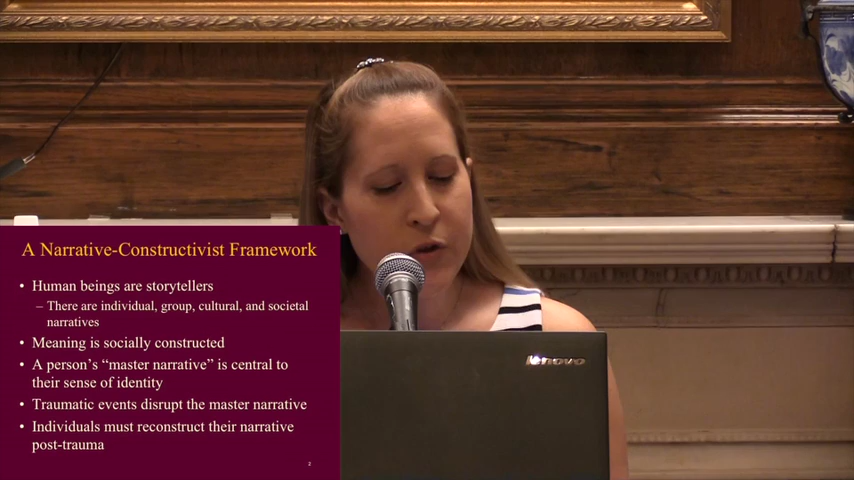 A Narrative-Constructivist Framework
• Human beings are storytellers
– There are individual, group, cultural, and societal
narratives
• Meaning is socially constructed
• A person's “master narrative” is central to
their sense of identity
• Traumatic events disrupt the master narrative
• Individuals must reconstruct their narrative
post-trauma
2
lenovo